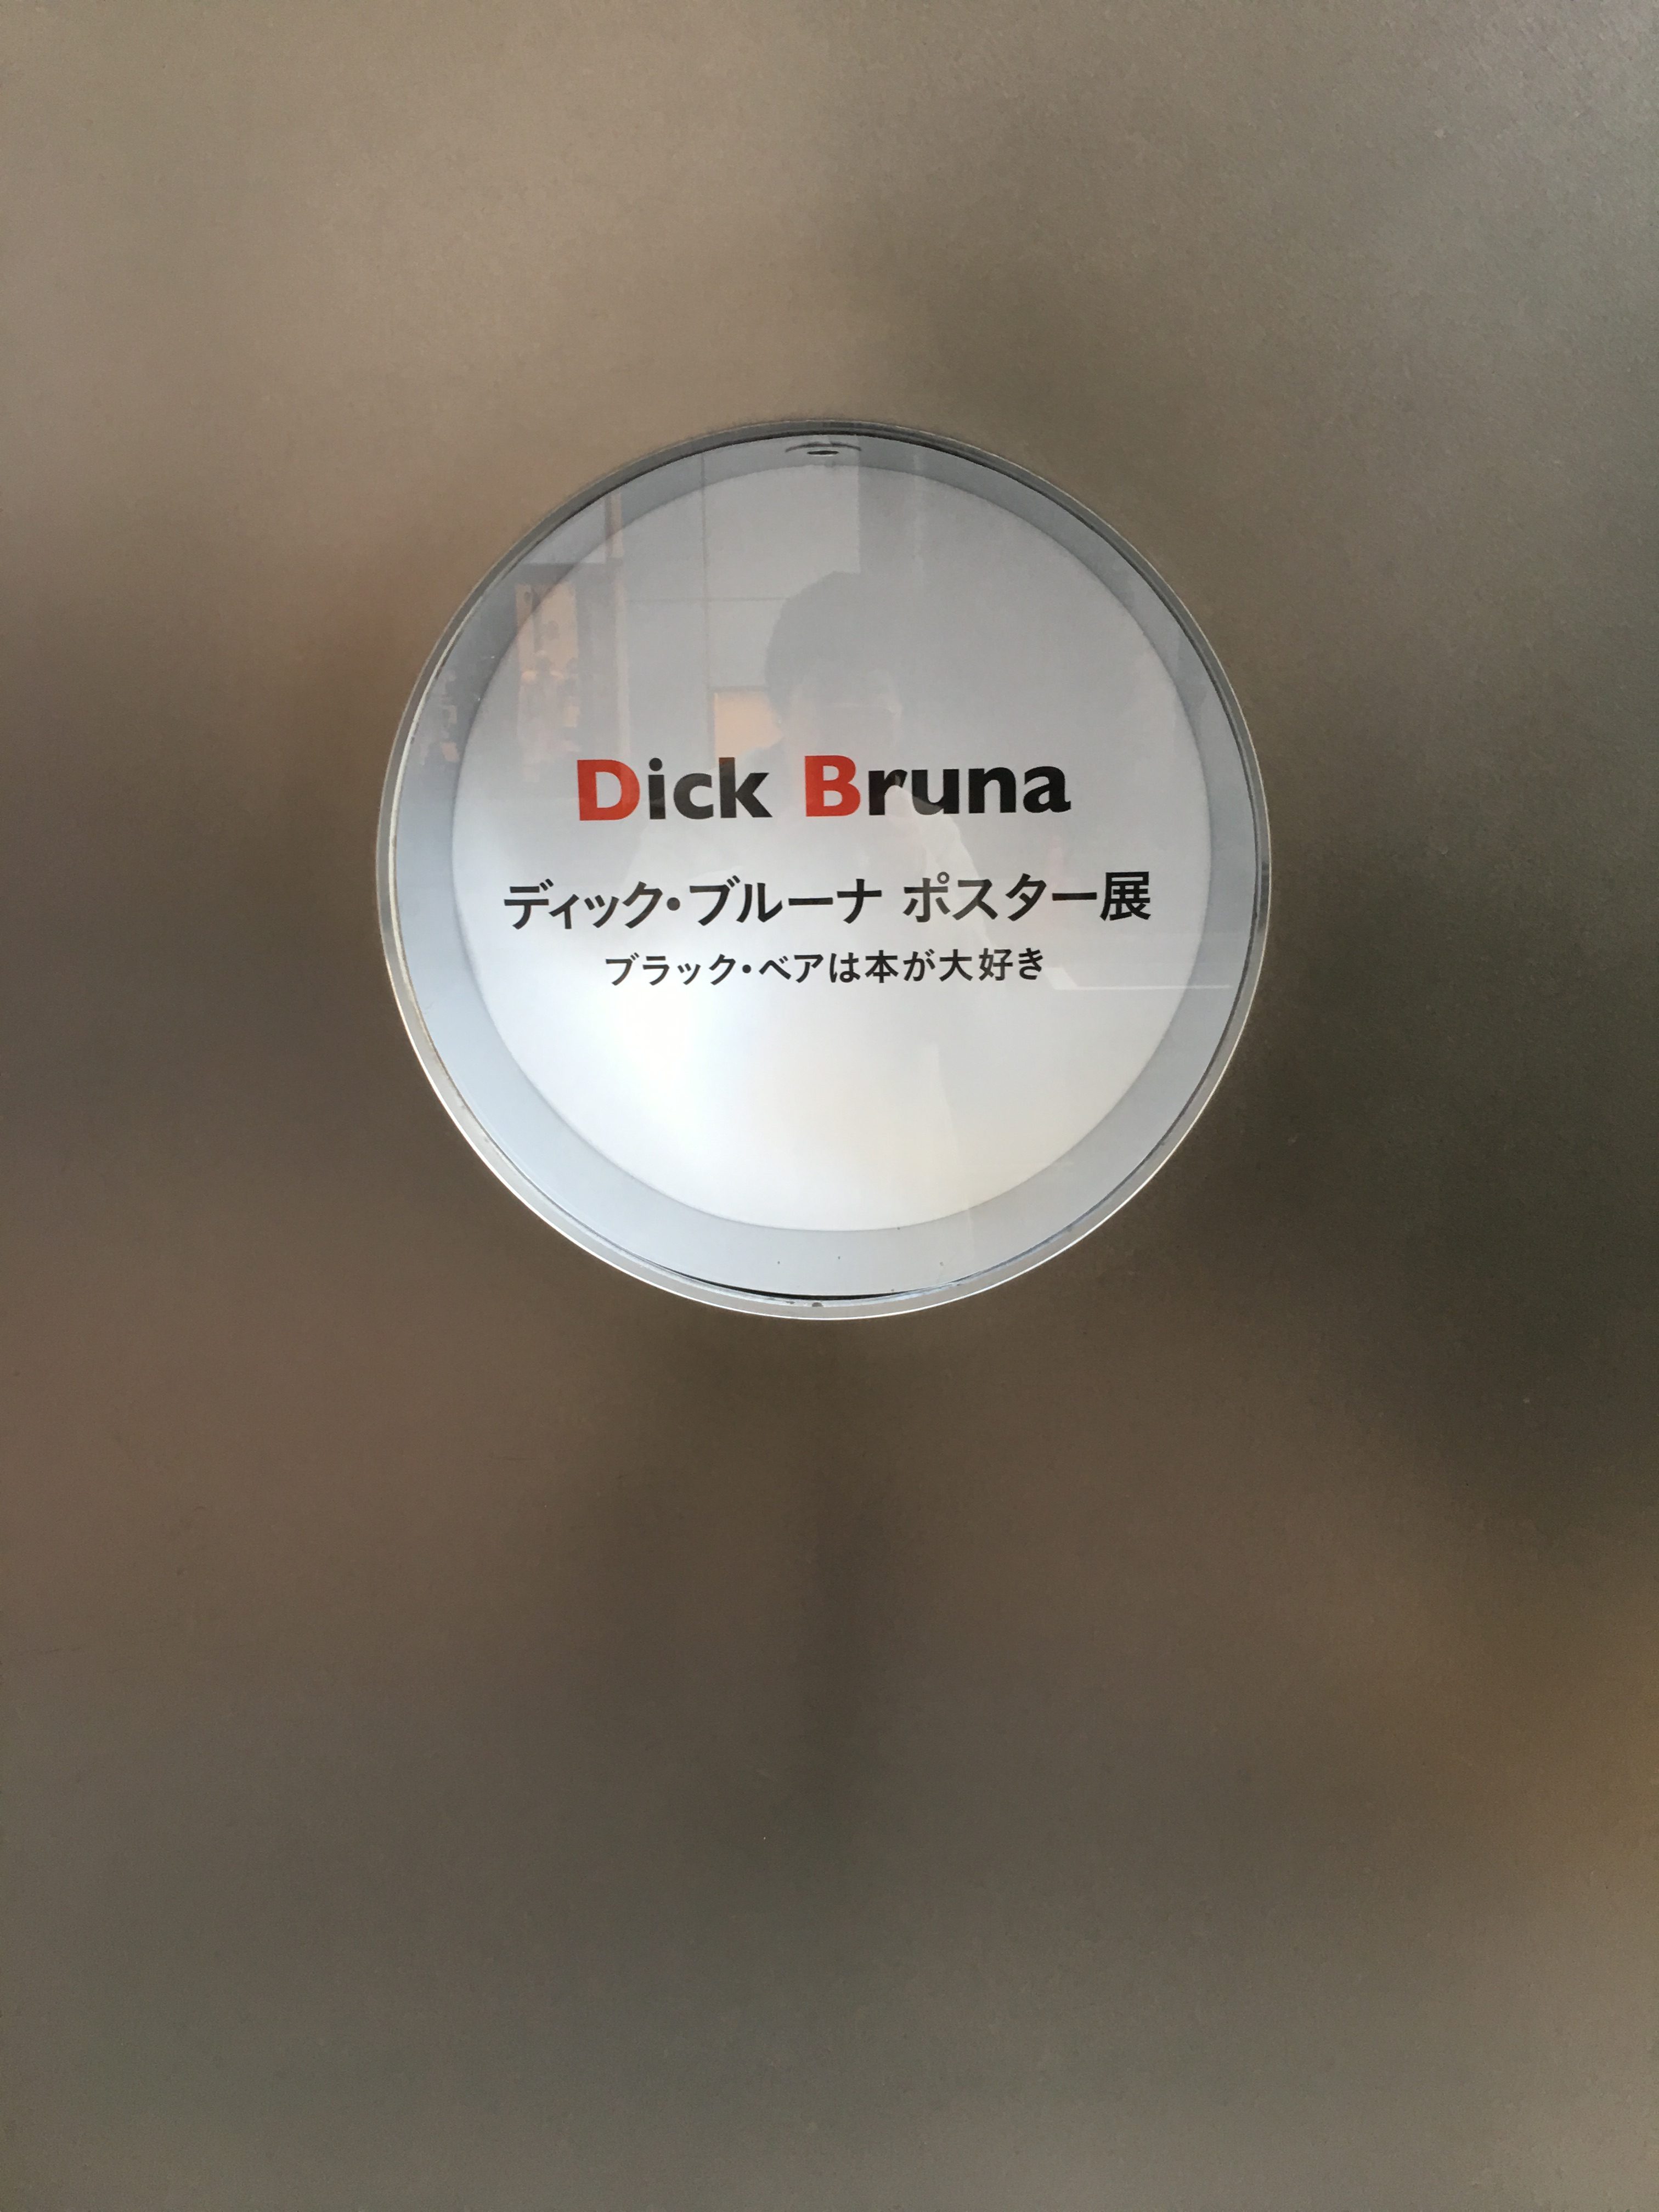 Dick Bruna
ディック・ブルーナ ポスター展
ブラック・ベアは本が大好き